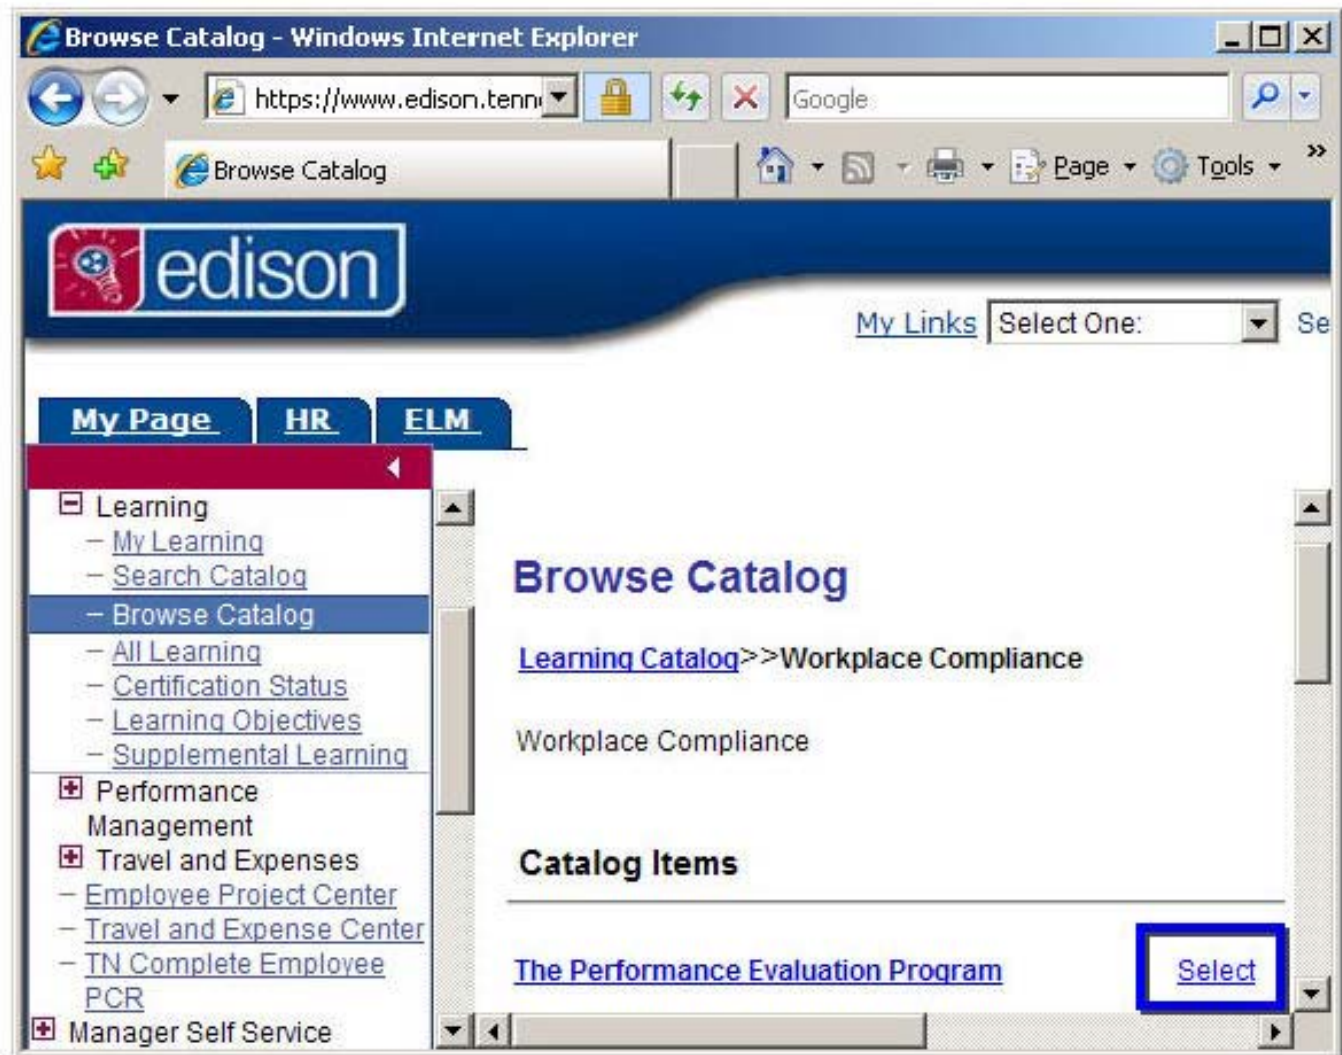 Browse Catalog - Windows Internet Explorer
https://www.edison.tenn
Google
Browse Catalog
Page
Tools
»
edison
My Links Select One: Se
My Page HR ELM
Learning
My Learning
Search Catalog
Browse Catalog
All Learning
Certification Status
Learning Objectives
Supplemental Learning
Performance
Management
Travel and Expenses
Employee Project Center
Travel and Expense Center
TN Complete Employee
PCR
Manager Self Service
Browse Catalog
Learning Catalog>>Workplace Compliance
Workplace Compliance
Catalog Items
The Performance Evaluation Program Select